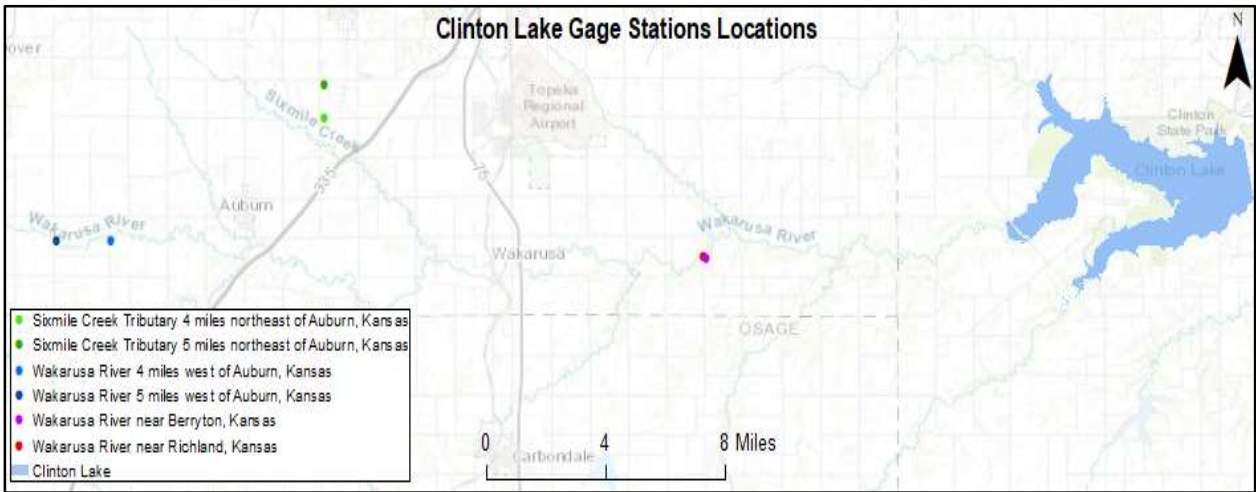 Clinton Lake Gage Stations Locations
N
over
Topeka
Regional
Airport
Sixmile Creek
Clinton
State Park
Clinton Lake
335
75
Auburn
Wakarusa River
Wakarusa River
Wakarusa
OSAGE
Sixmile Creek Tributary 4 miles northeast of Auburn, Kansas
Sixmile Creek Tributary 5 miles northeast of Auburn, Kansas
Wakarusa River 4 miles west of Auburn, Kansas
Wakarusa River 5 miles west of Auburn, Kansas
Wakarusa River near Berryton, Kansas
Wakarusa River near Richland, Kansas
Clinton Lake
0 4 8 Miles
Carbondale